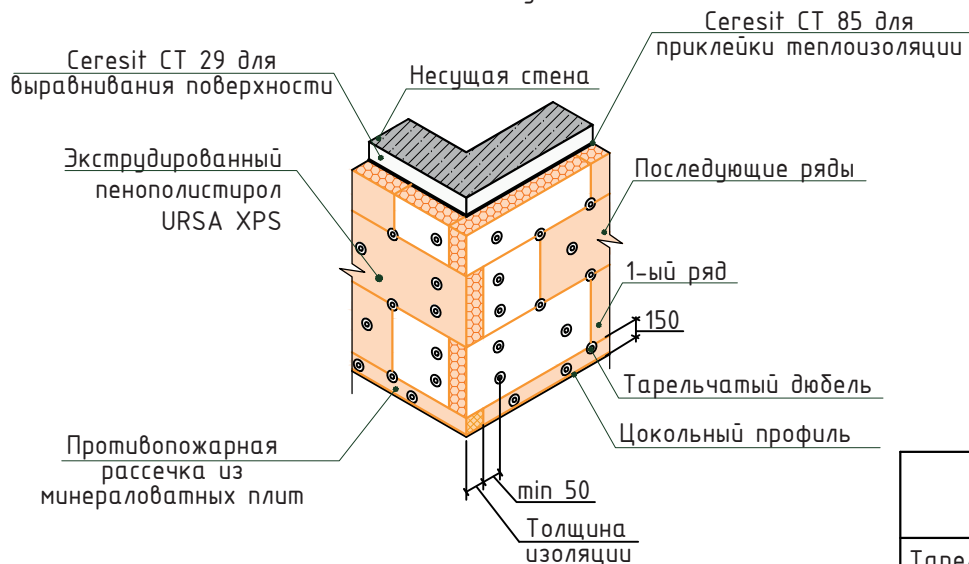 Ceresit CT 85 для
приклейки теплоизоляции
Ceresit CT 29 для
выравнивания поверхности
Несущая стена
Экструдированный
пенополистирол
URSA XPS
Последующие ряды
1-ый ряд
150
Тарельчатый дюбель
Цокольный профиль
Противопожарная
рассечка из
минераловатных плит
min 50
Толщина
изоляции